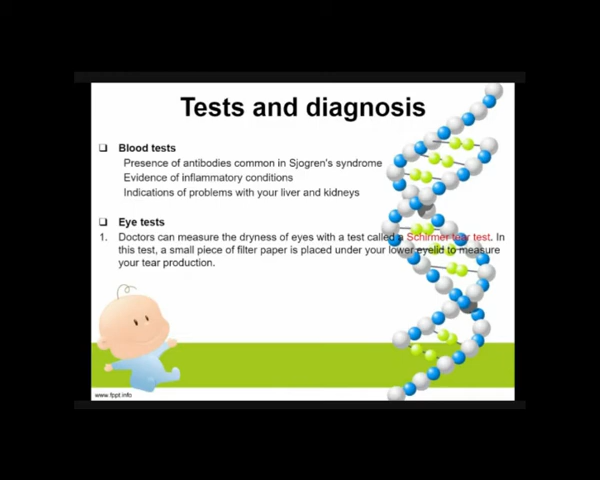 Tests and diagnosis
❑ Blood tests
Presence of antibodies common in Sjogren's syndrome
Evidence of inflammatory conditions
Indications of problems with your liver and kidneys
❑ Eye tests
1. Doctors can measure the dryness of eyes with a test called a Schirmer tear test. In
this test, a small piece of filter paper is placed under your lower eyelid to measure
your tear production.
www.fppt.info